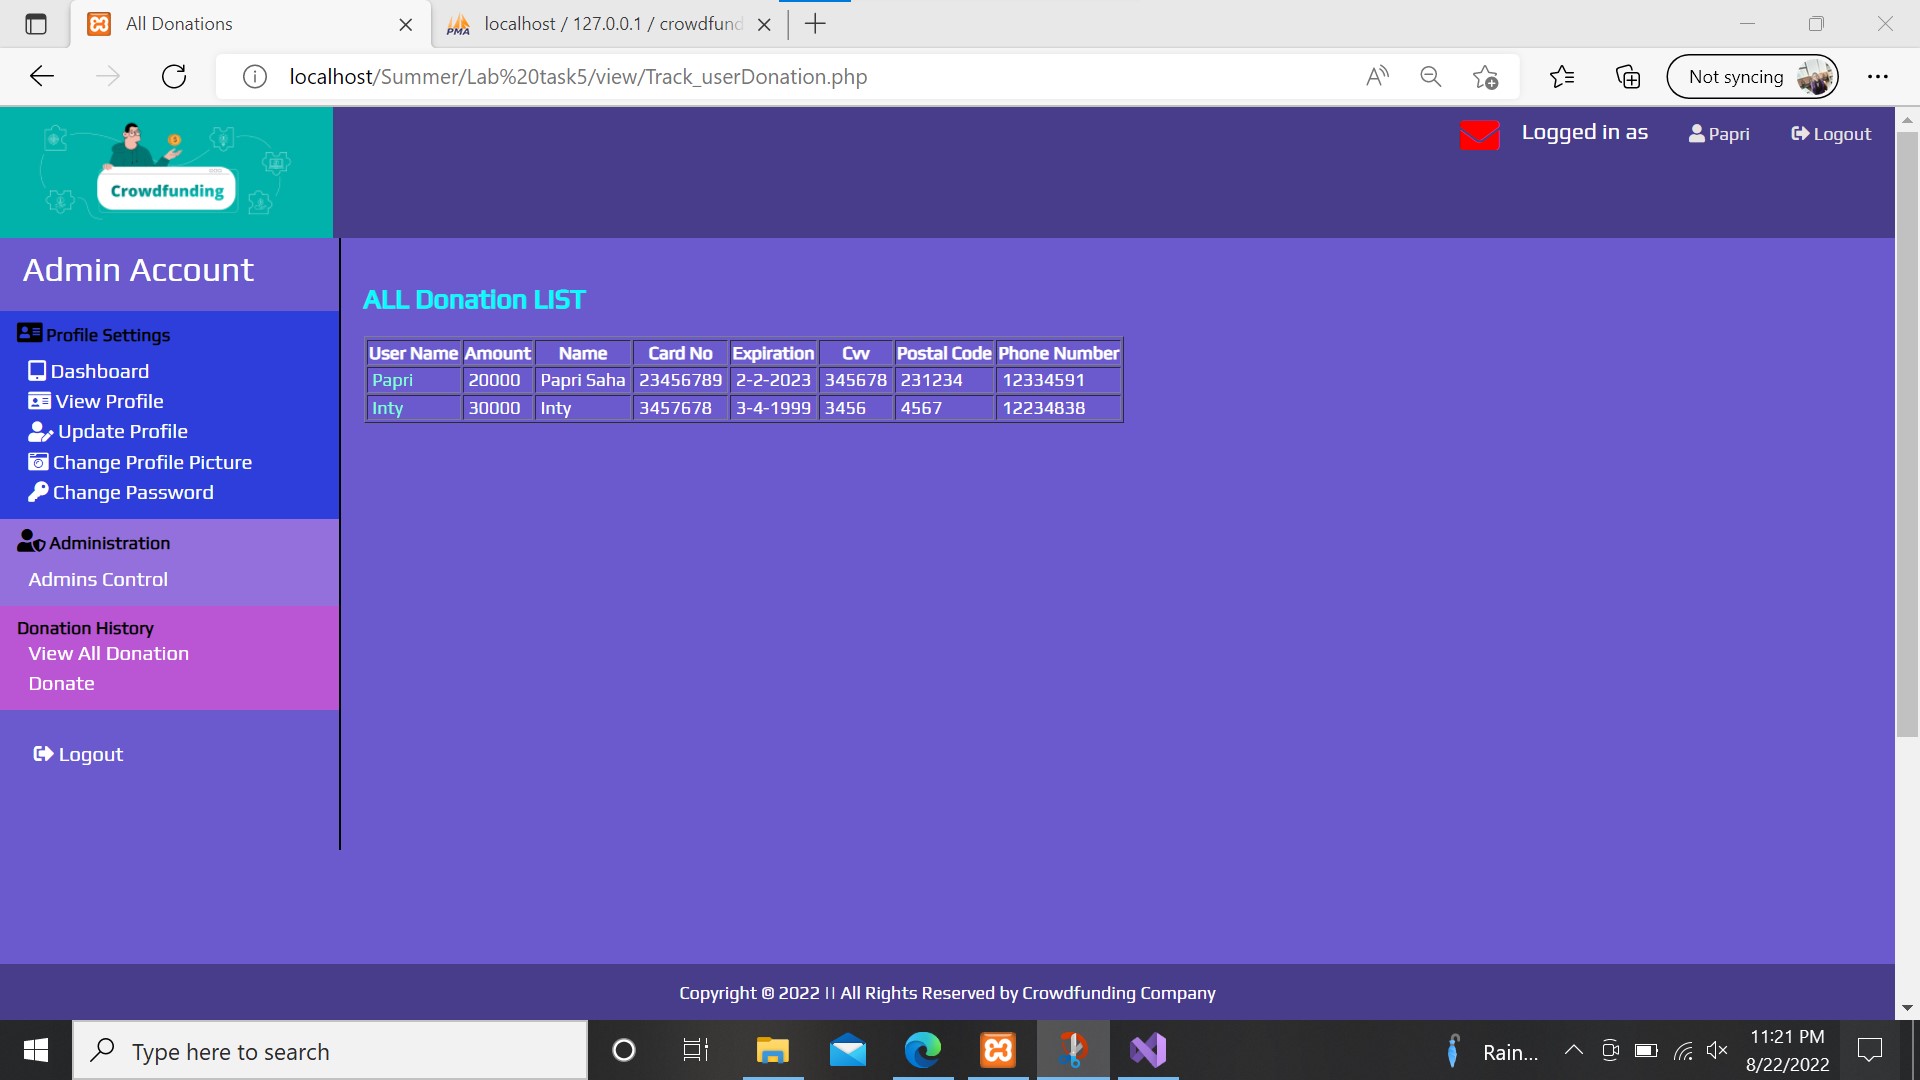 All Donations
localhost / 127.0.0.1 / crowdfund
localhost/Summer/Lab%20task5/view/Track_userDonation.php
Not syncing
Crowdfunding
Logged in as Papri Logout
Admin Account
Profile Settings
Dashboard
View Profile
Update Profile
Change Profile Picture
Change Password
Administration
Admins Control
Donation History
View All Donation
Donate
Logout
ALL Donation LIST
User Name Amount Name Card No Expiration Cvv Postal Code Phone Number
Papri 20000 Papri Saha 23456789 2-2-2023 345678 231234 12334591
Inty 30000 Inty 3457678 3-4-1999 3456 4567 12234838
Copyright © 2022 || All Rights Reserved by Crowdfunding Company
Type here to search
Rain...
11:21 PM
8/22/2022